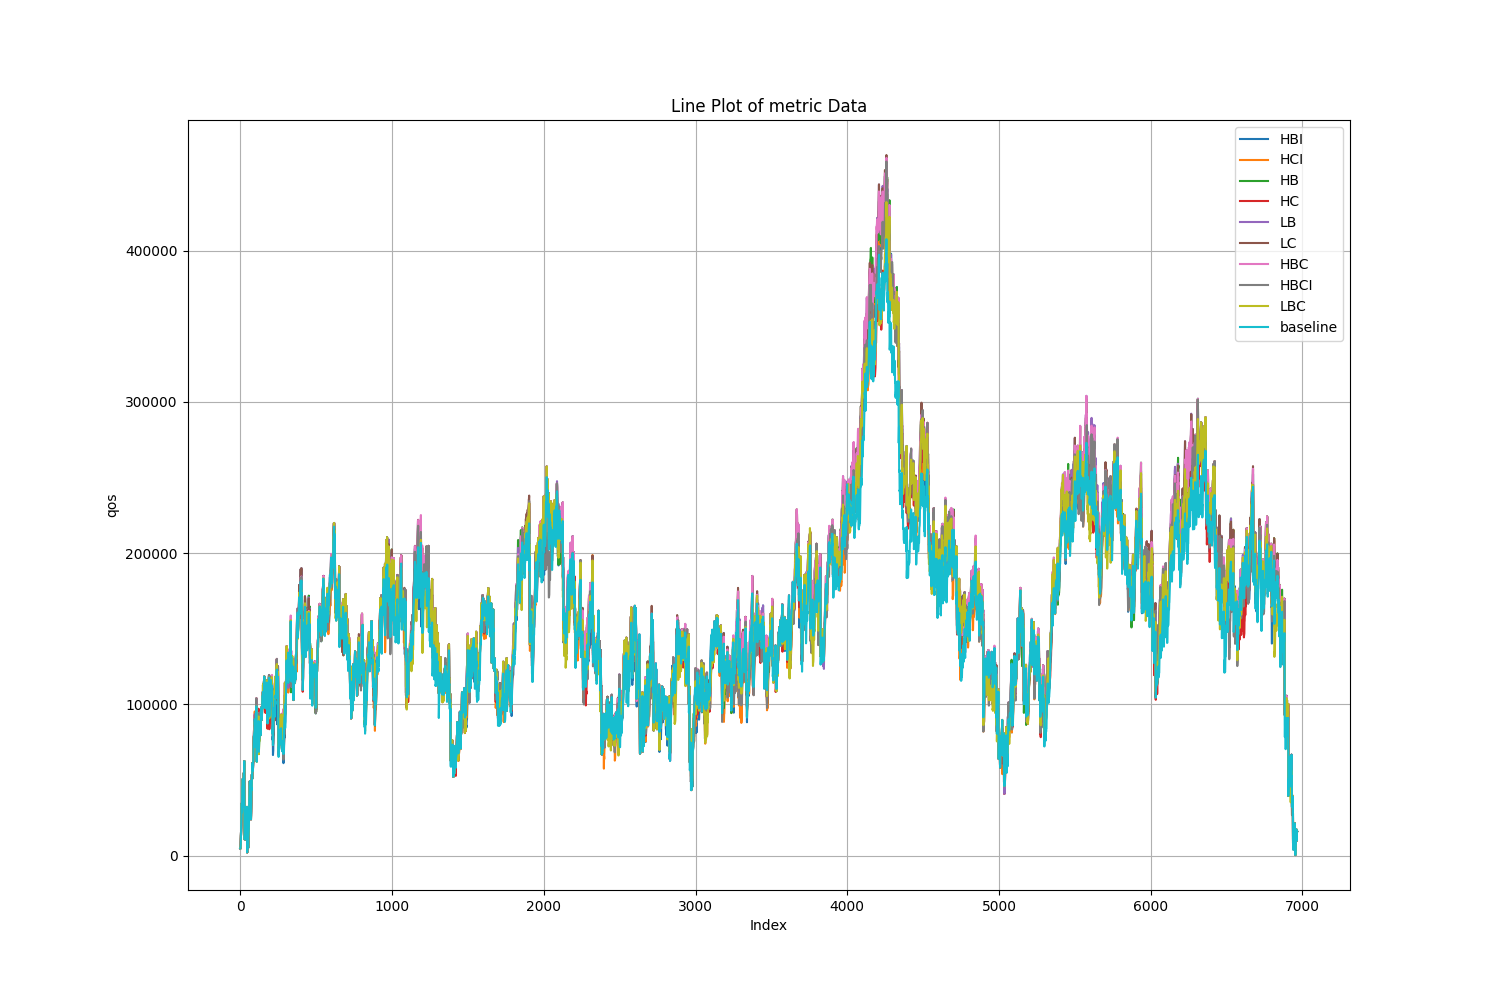 Line Plot of metric Data
HBI
HCI
HB
HC
LB
LC
HBC
HBCI
LBC
baseline
400000
300000
200000
100000
0
qos
0 1000 2000 3000 4000 5000 6000 7000
Index